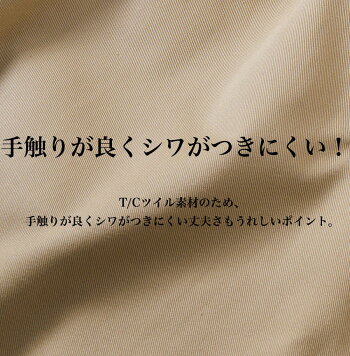 手触りが良くシワがつきにくい！
T/Cツイル素材のため、
手触りが良くシワがつきにくい丈夫さもうれしいポイント。